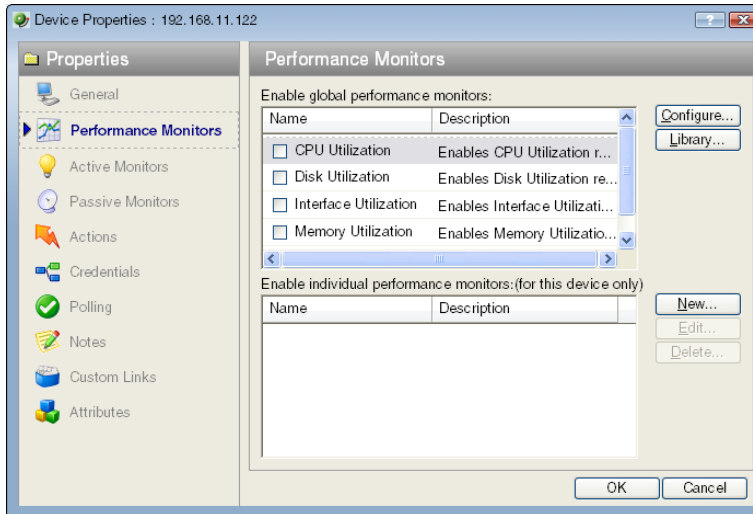 Device Properties : 192.168.11.122
Properties
General
Performance Monitors
Active Monitors
Passive Monitors
Actions
Credentials
Polling
Notes
Custom Links
Attributes
Performance Monitors
Enable global performance monitors:
Name Description
CPU Utilization Enables CPU Utilization r...
Disk Utilization Enables Disk Utilization re...
Interface Utilization Enables Interface Utilizati...
Memory Utilization Enables Memory Utilizatio...
Configure...
Library...
Enable individual performance monitors:(for this device only)
Name Description
New...
Edit...
Delete...
OK Cancel